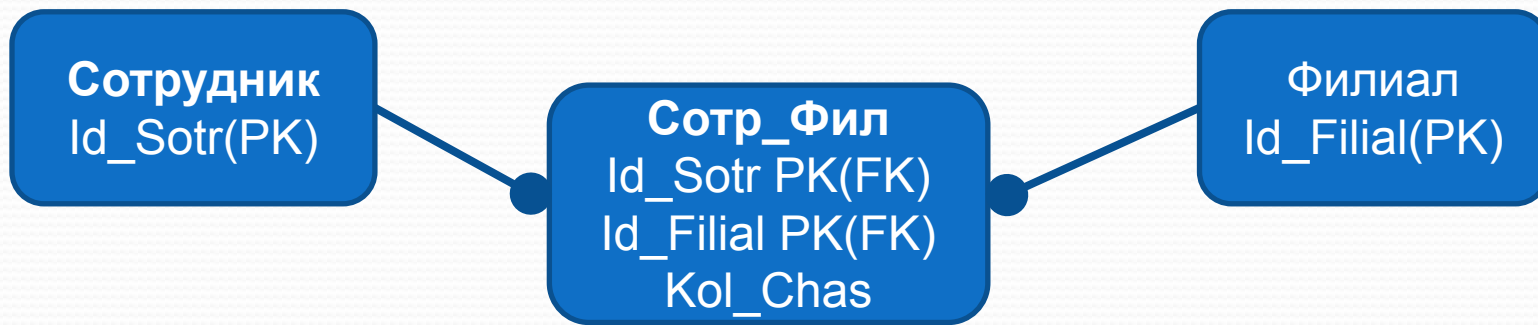 Сотрудник
Id_Sotr(PK)
Сотр_Фил
Id_Sotr PK(FK)
Id_Filial PK(FK)
Kol_Chas
Филиал
Id_Filial(PK)